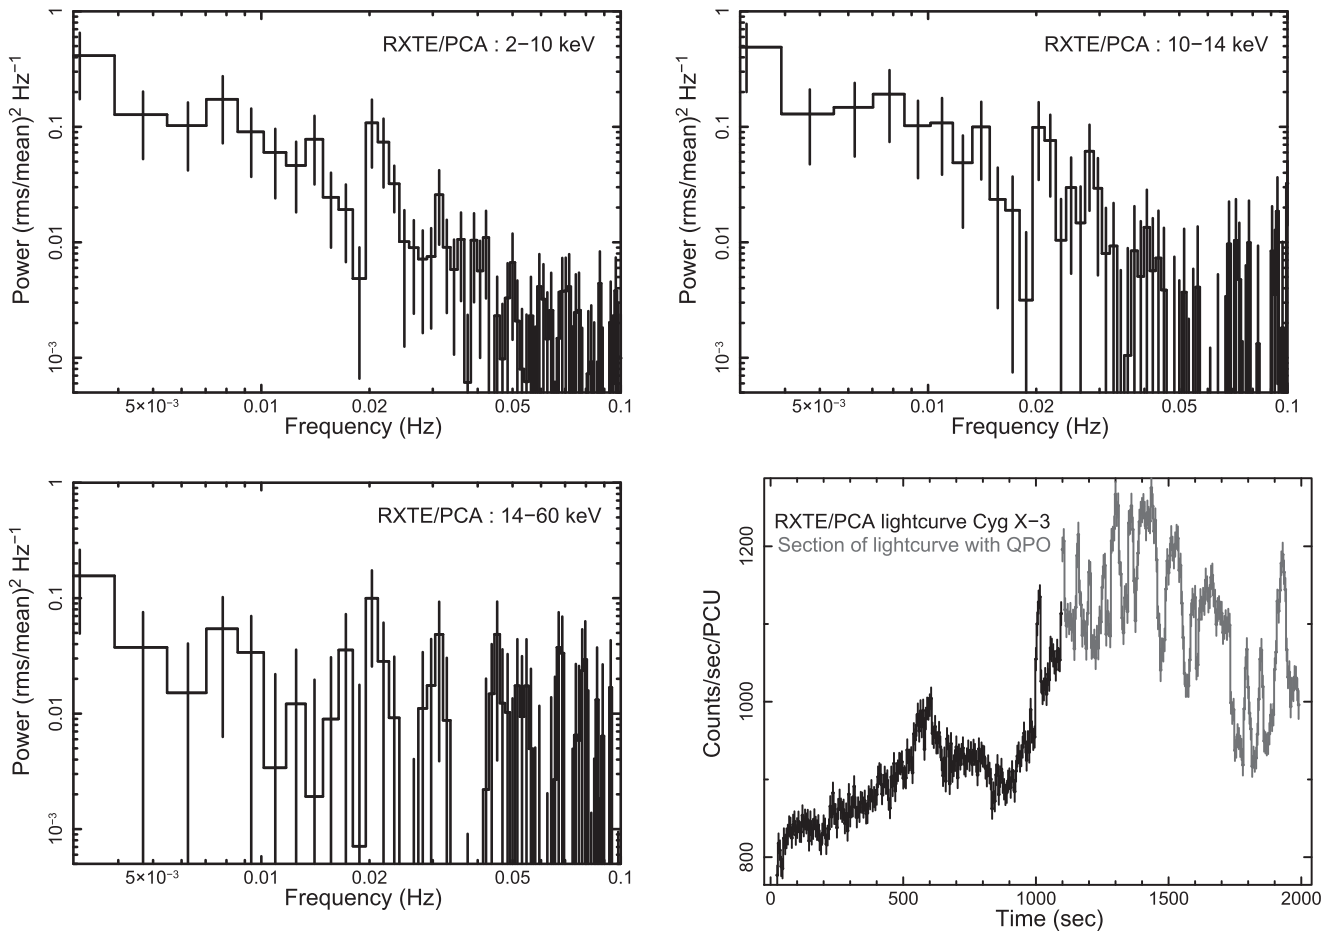 RXTE/PCA : 2−10 keV
Power (rms/mean)² Hz⁻¹
1
0.1
0.01
10⁻³
5×10⁻³ 0.01 0.02 0.05 0.1
Frequency (Hz)
RXTE/PCA : 10−14 keV
Power (rms/mean)² Hz⁻¹
1
0.1
0.01
10⁻³
5×10⁻³ 0.01 0.02 0.05 0.1
Frequency (Hz)
RXTE/PCA : 14−60 keV
Power (rms/mean)² Hz⁻¹
1
0.1
0.01
10⁻³
5×10⁻³ 0.01 0.02 0.05 0.1
Frequency (Hz)
RXTE/PCA lightcurve Cyg X−3
Section of lightcurve with QPO
Counts/sec/PCU
1200
1000
800
0 500 1000 1500 2000
Time (sec)